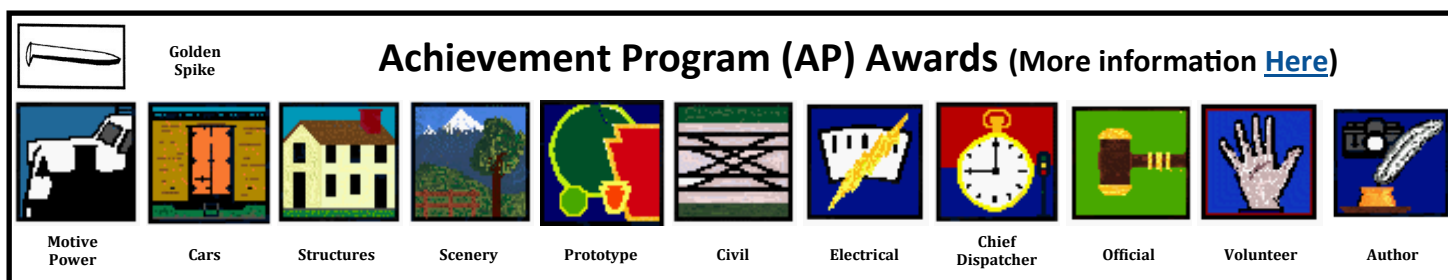 Golden
Spike
Achievement Program (AP) Awards (More information Here)
Motive
Power
Cars
Structures
Scenery
Prototype
Civil
Electrical
Chief
Dispatcher
Official
Volunteer
Author